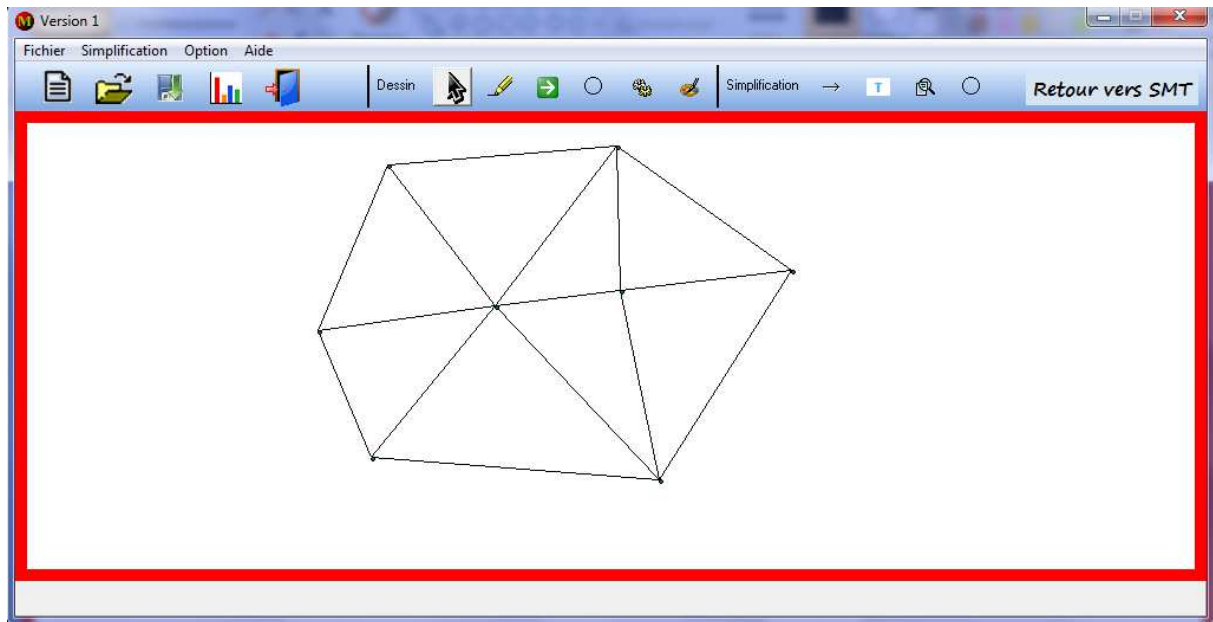 Version 1
Fichier Simplification Option Aide
Dessin Simplification → T Retour vers SMT